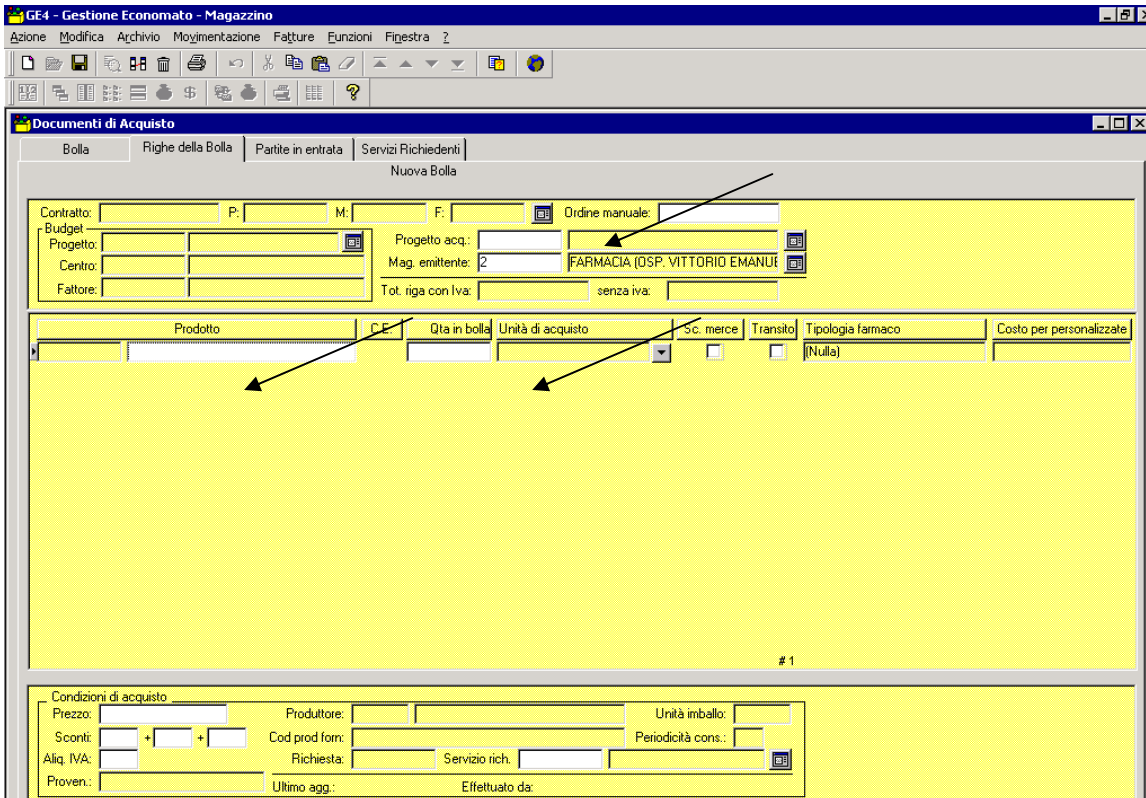 GE4 - Gestione Economato - Magazzino
Azione Modifica Archivio Movimentazione Fatture Funzioni Finestra ?
Documenti di Acquisto
Bolla Righe della Bolla Partite in entrata Servizi Richiedenti
Nuova Bolla
Contratto: P: M: F: Ordine manuale:
Budget
Progetto: Progetto acq.:
Centro: Mag. emittente: 2 FARMACIA (OSP. VITTORIO EMANUE
Fattore: Tot. riga con Iva: senza iva:
Prodotto C.E. Qta in bolla Unità di acquisto Sc. merce Transito Tipologia farmaco Costo per personalizzate
(Nulla)
# 1
Condizioni di acquisto
Prezzo: Produttore: Unità imballo:
Sconti: + + Cod prod forn: Periodicità cons.:
Aliq. IVA: Richiesta: Servizio rich.
Proven.: Ultimo agg.: Effettuato da: